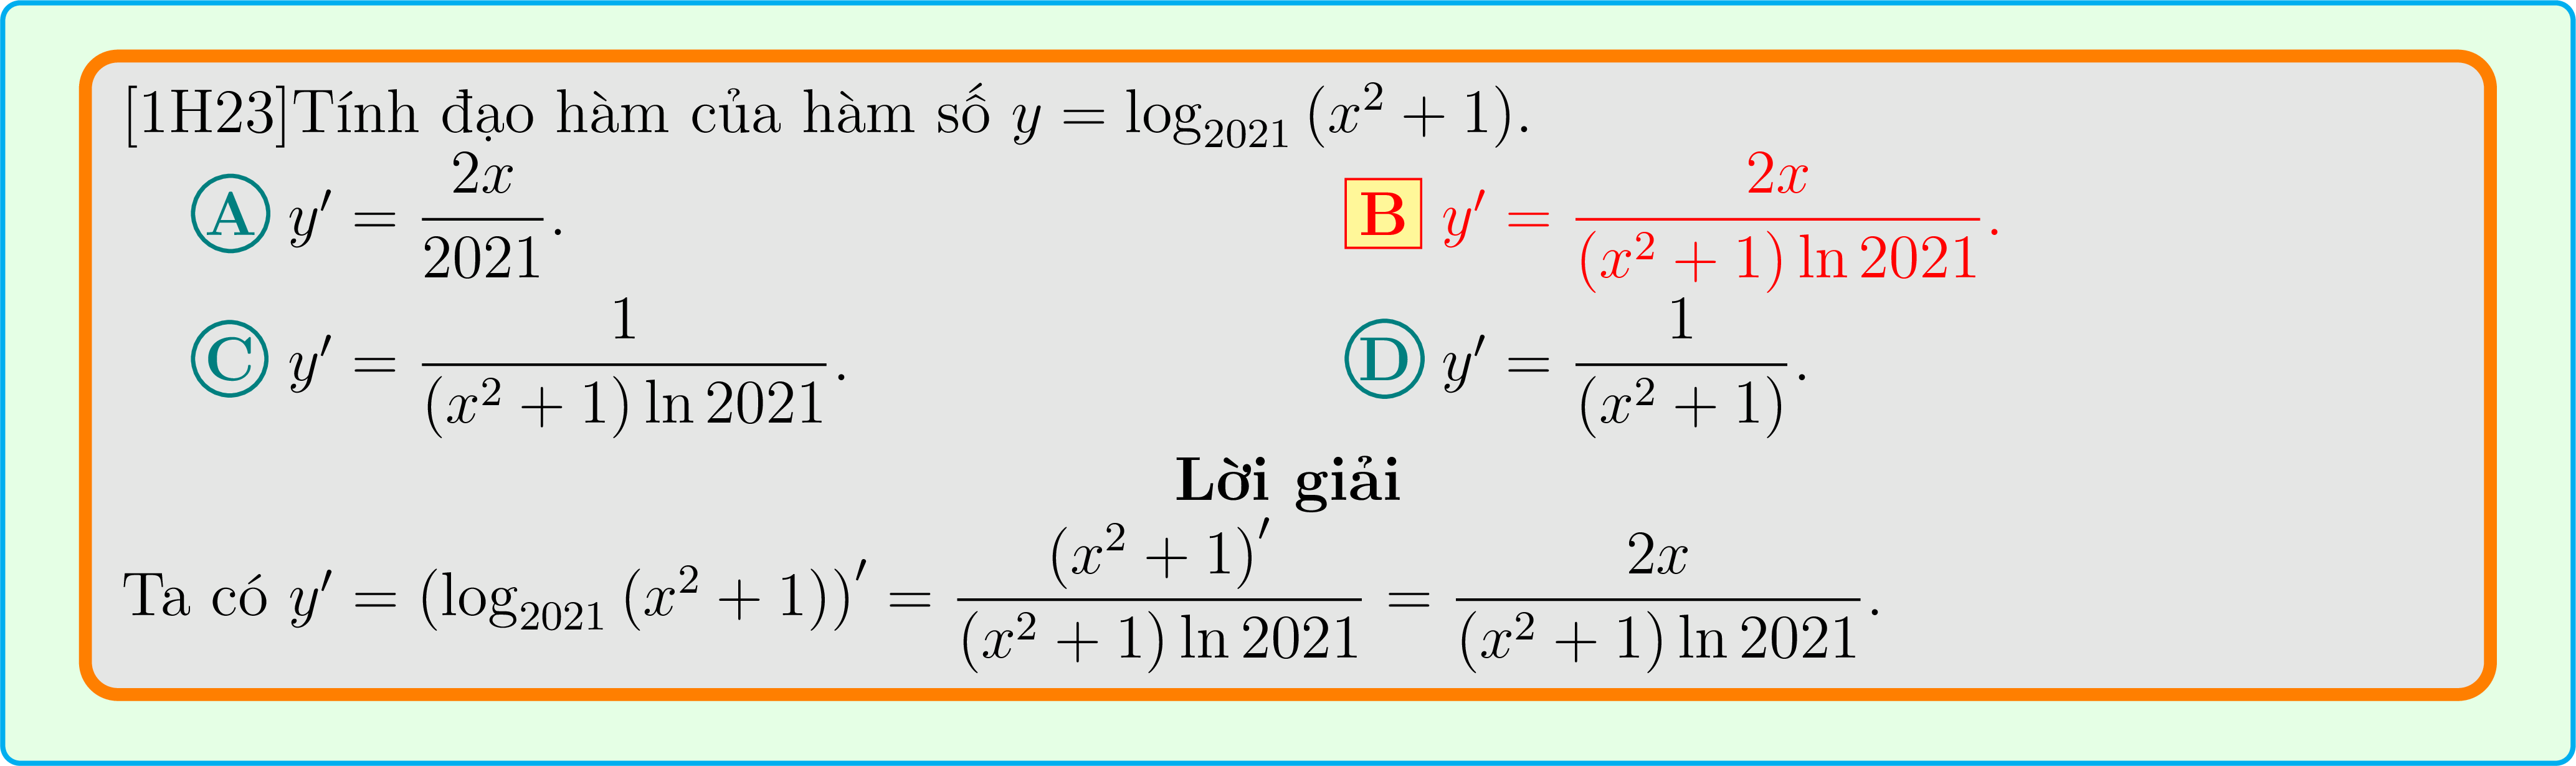 [1H23]Tính đạo hàm của hàm số $y = \log_{2021}(x^2 + 1)$.
A $y' = \frac{2x}{2021}$. B $y' = \frac{2x}{(x^2 + 1)\ln 2021}$.
C $y' = \frac{1}{(x^2 + 1)\ln 2021}$. D $y' = \frac{1}{(x^2 + 1)}$.
Lời giải
Ta có $y' = (\log_{2021}(x^2 + 1))' = \frac{(x^2 + 1)'}{(x^2 + 1)\ln 2021} = \frac{2x}{(x^2 + 1)\ln 2021}$.